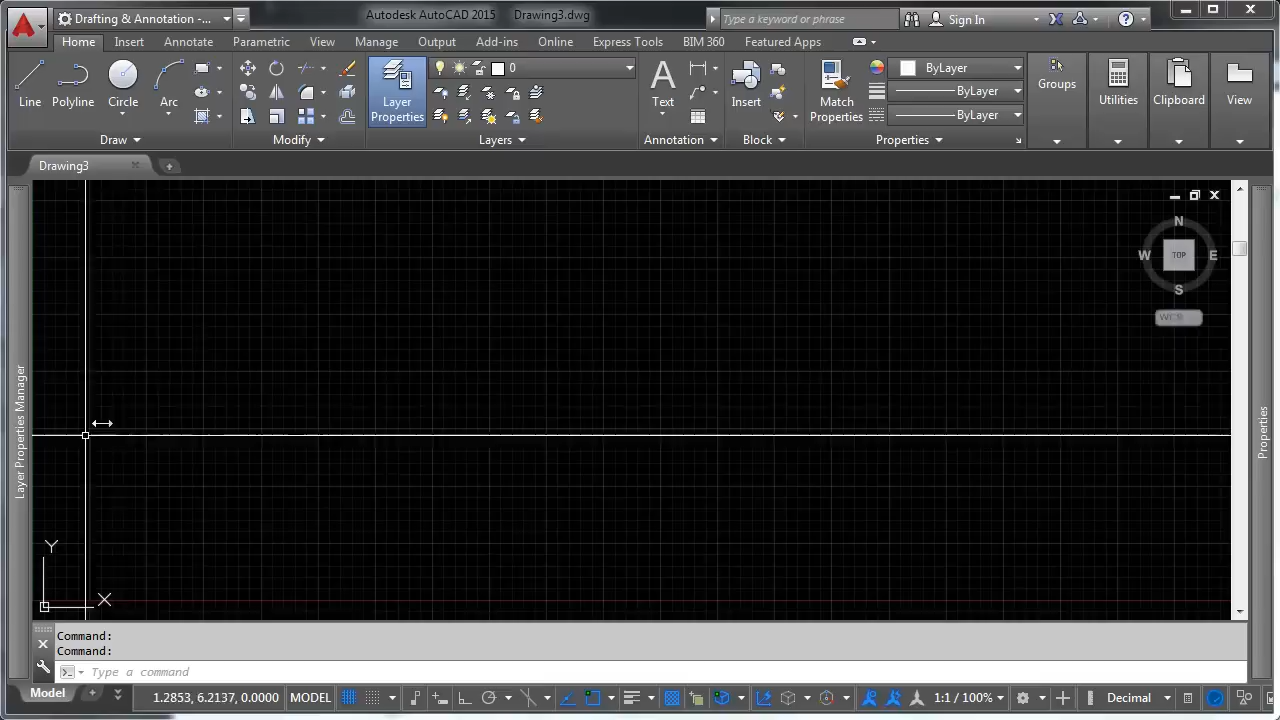 Drafting & Annotation -...
Autodesk AutoCAD 2015 Drawing3.dwg
Type a keyword or phrase
Sign In
Home Insert Annotate Parametric View Manage Output Add-ins Online Express Tools BIM 360 Featured Apps
Line Polyline Circle Arc
Layer Properties
0
Text
Insert
Match Properties
ByLayer
ByLayer
ByLayer
Groups
Utilities
Clipboard
View
Draw Modify Layers Annotation Block Properties
Drawing3
Layer Properties Manager
N
W TOP E
S
WCS
Properties
Y
X
Command:
Command:
Type a command
Model
1.2853, 6.2137, 0.0000 MODEL 1:1 / 100% Decimal